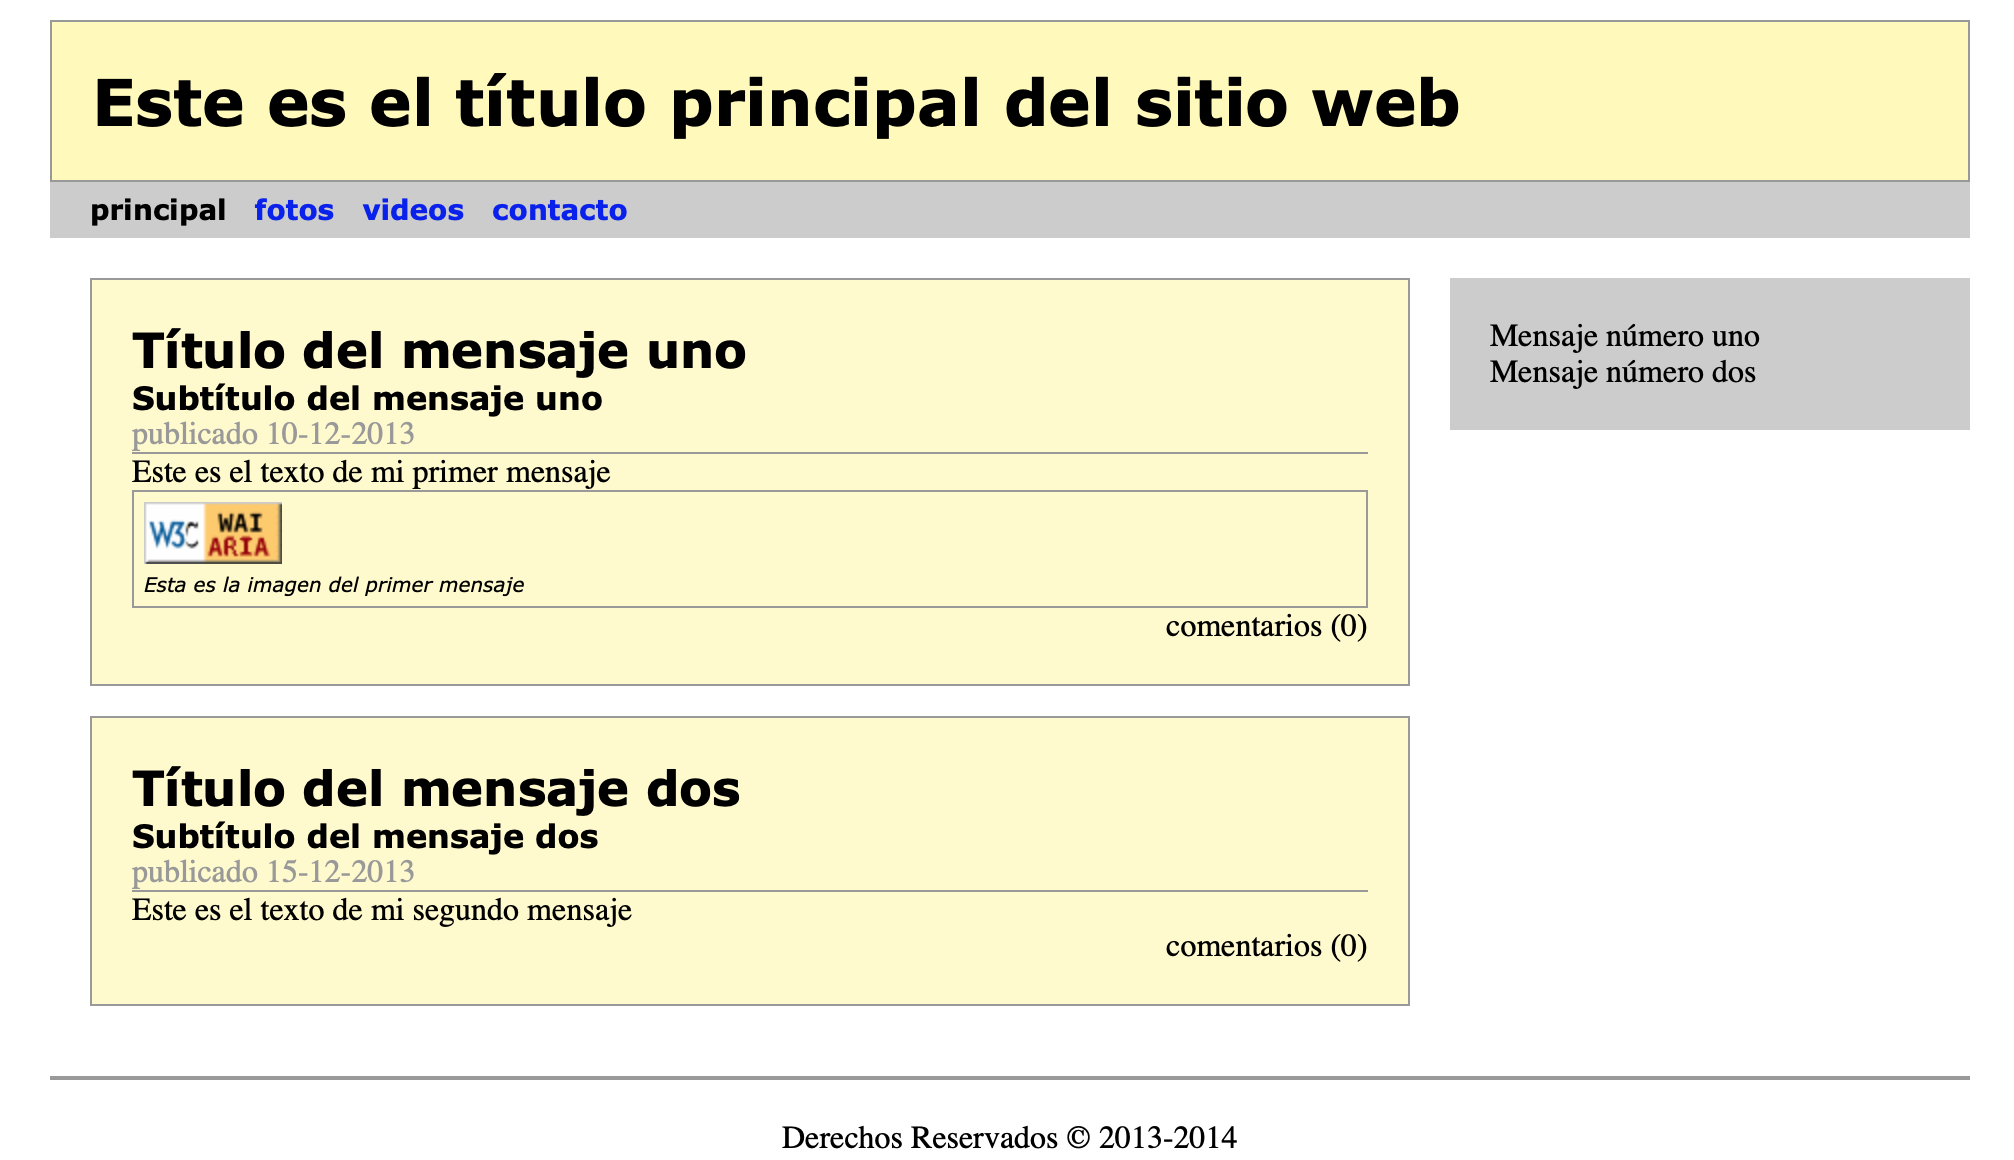 Este es el título principal del sitio web
principal fotos videos contacto
Título del mensaje uno
Subtítulo del mensaje uno
publicado 10-12-2013
Este es el texto de mi primer mensaje
W3C WAI ARIA
Esta es la imagen del primer mensaje
comentarios (0)
Título del mensaje dos
Subtítulo del mensaje dos
publicado 15-12-2013
Este es el texto de mi segundo mensaje
comentarios (0)
Mensaje número uno
Mensaje número dos
Derechos Reservados © 2013-2014